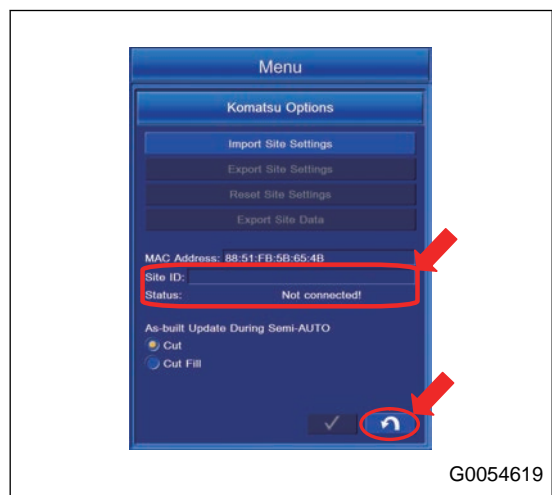 Menu
Komatsu Options
Import Site Settings
Export Site Settings
Reset Site Settings
Export Site Data
MAC Address: 88:51:FB:5B:65:4B
Site ID:
Status: Not connected!
As-built Update During Semi-AUTO
Cut
Cut Fill
G0054619